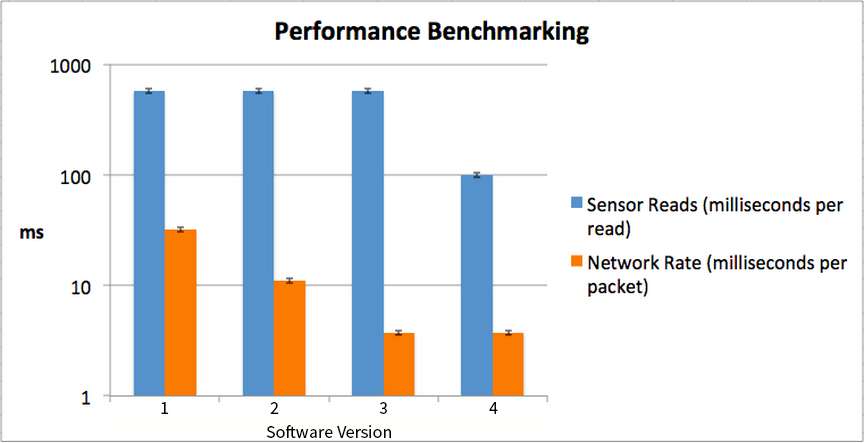 Performance Benchmarking
1000
100
ms
10
1
1 2 3 4
Software Version
Sensor Reads (milliseconds per
read)
Network Rate (milliseconds per
packet)